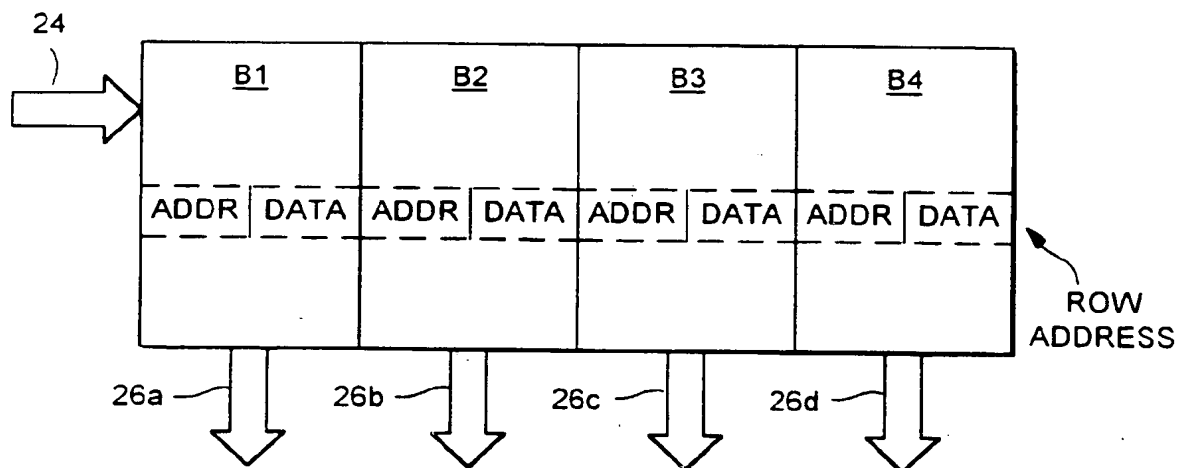 24
B1 B2 B3 B4
ADDR DATA ADDR DATA ADDR DATA ADDR DATA
ROW
ADDRESS
26a 26b 26c 26d